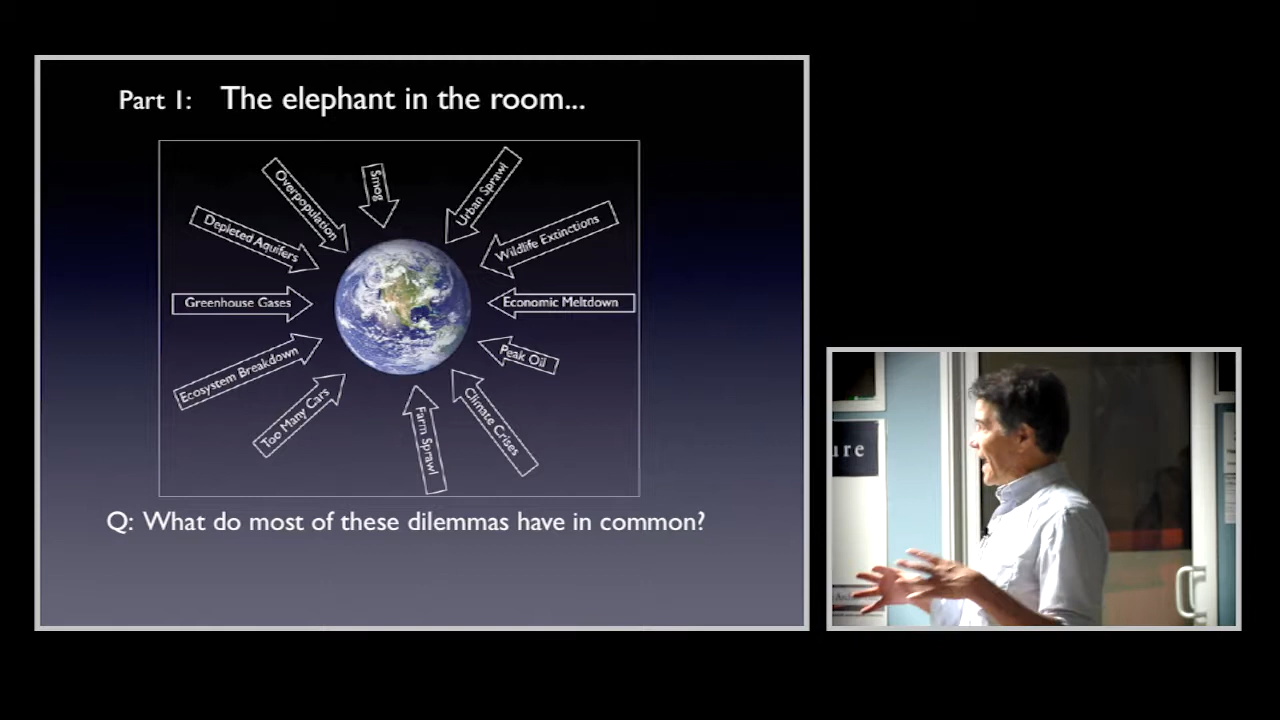 Part 1: The elephant in the room...
Smog
Urban Sprawl
Overpopulation
Wildlife Extinctions
Depleted Aquifers
Greenhouse Gases
Economic Meltdown
Peak Oil
Ecosystem Breakdown
Too Many Cars
Farm Sprawl
Climate Crises
Q: What do most of these dilemmas have in common?
ure